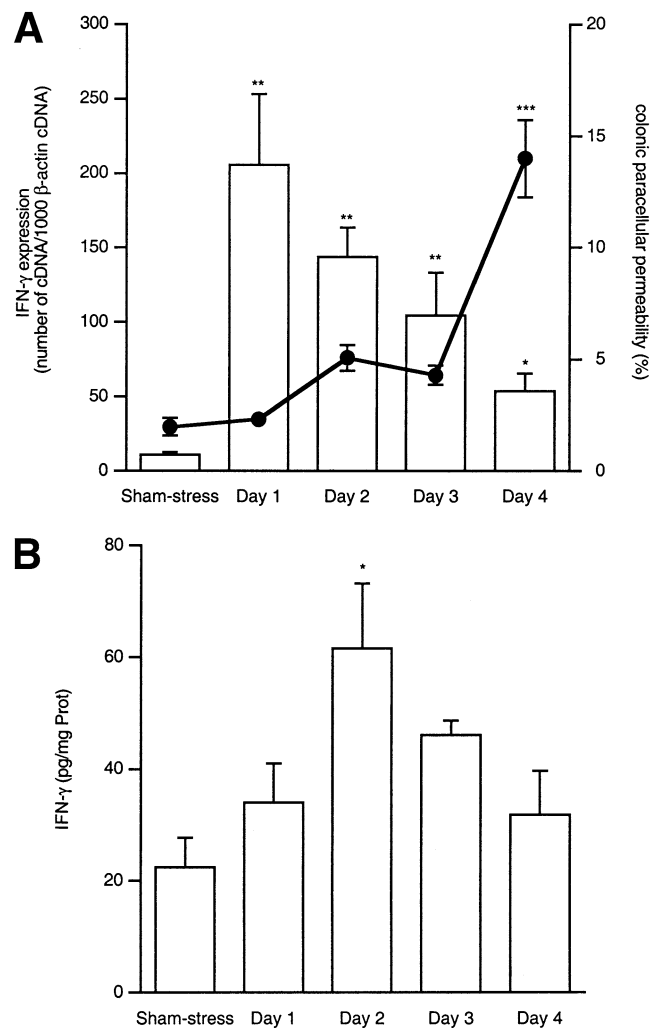 A
IFN-γ expression
(number of cDNA/1000 β-actin cDNA)
300
250
200
150
100
50
0
**
**
**
*
***
20
15
10
5
0
colonic paracellular permeability (%)
Sham-stress Day 1 Day 2 Day 3 Day 4
B
IFN-γ (pg/mg Prot)
80
60
40
20
0
*
Sham-stress Day 1 Day 2 Day 3 Day 4